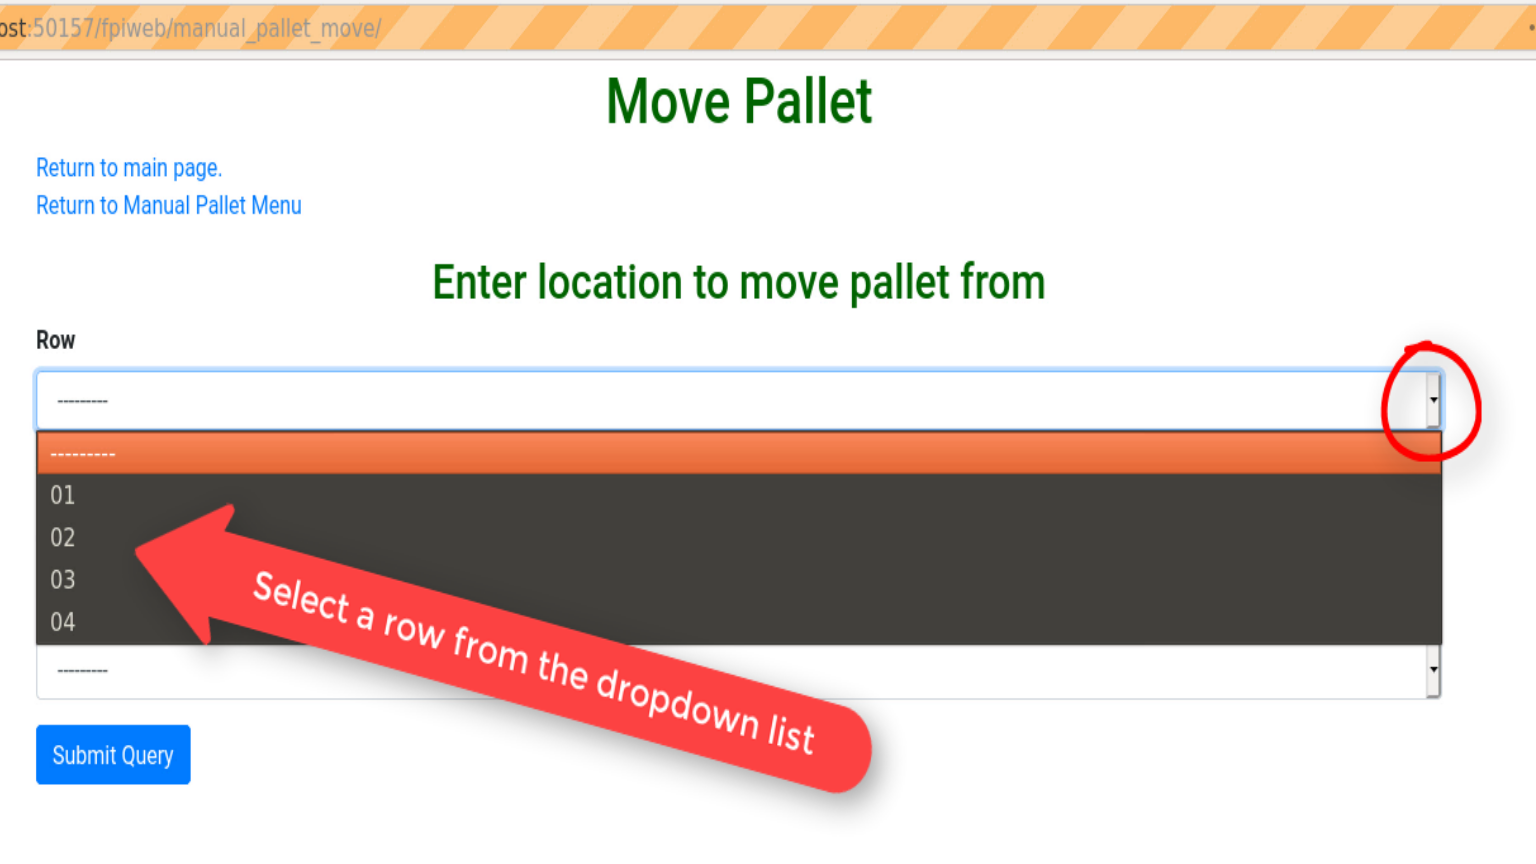 ost:50157/fpiweb/manual_pallet_move/
Move Pallet
Return to main page.
Return to Manual Pallet Menu
Enter location to move pallet from
Row
---------
---------
01
02
03
04
Select a row from the dropdown list
---------
Submit Query